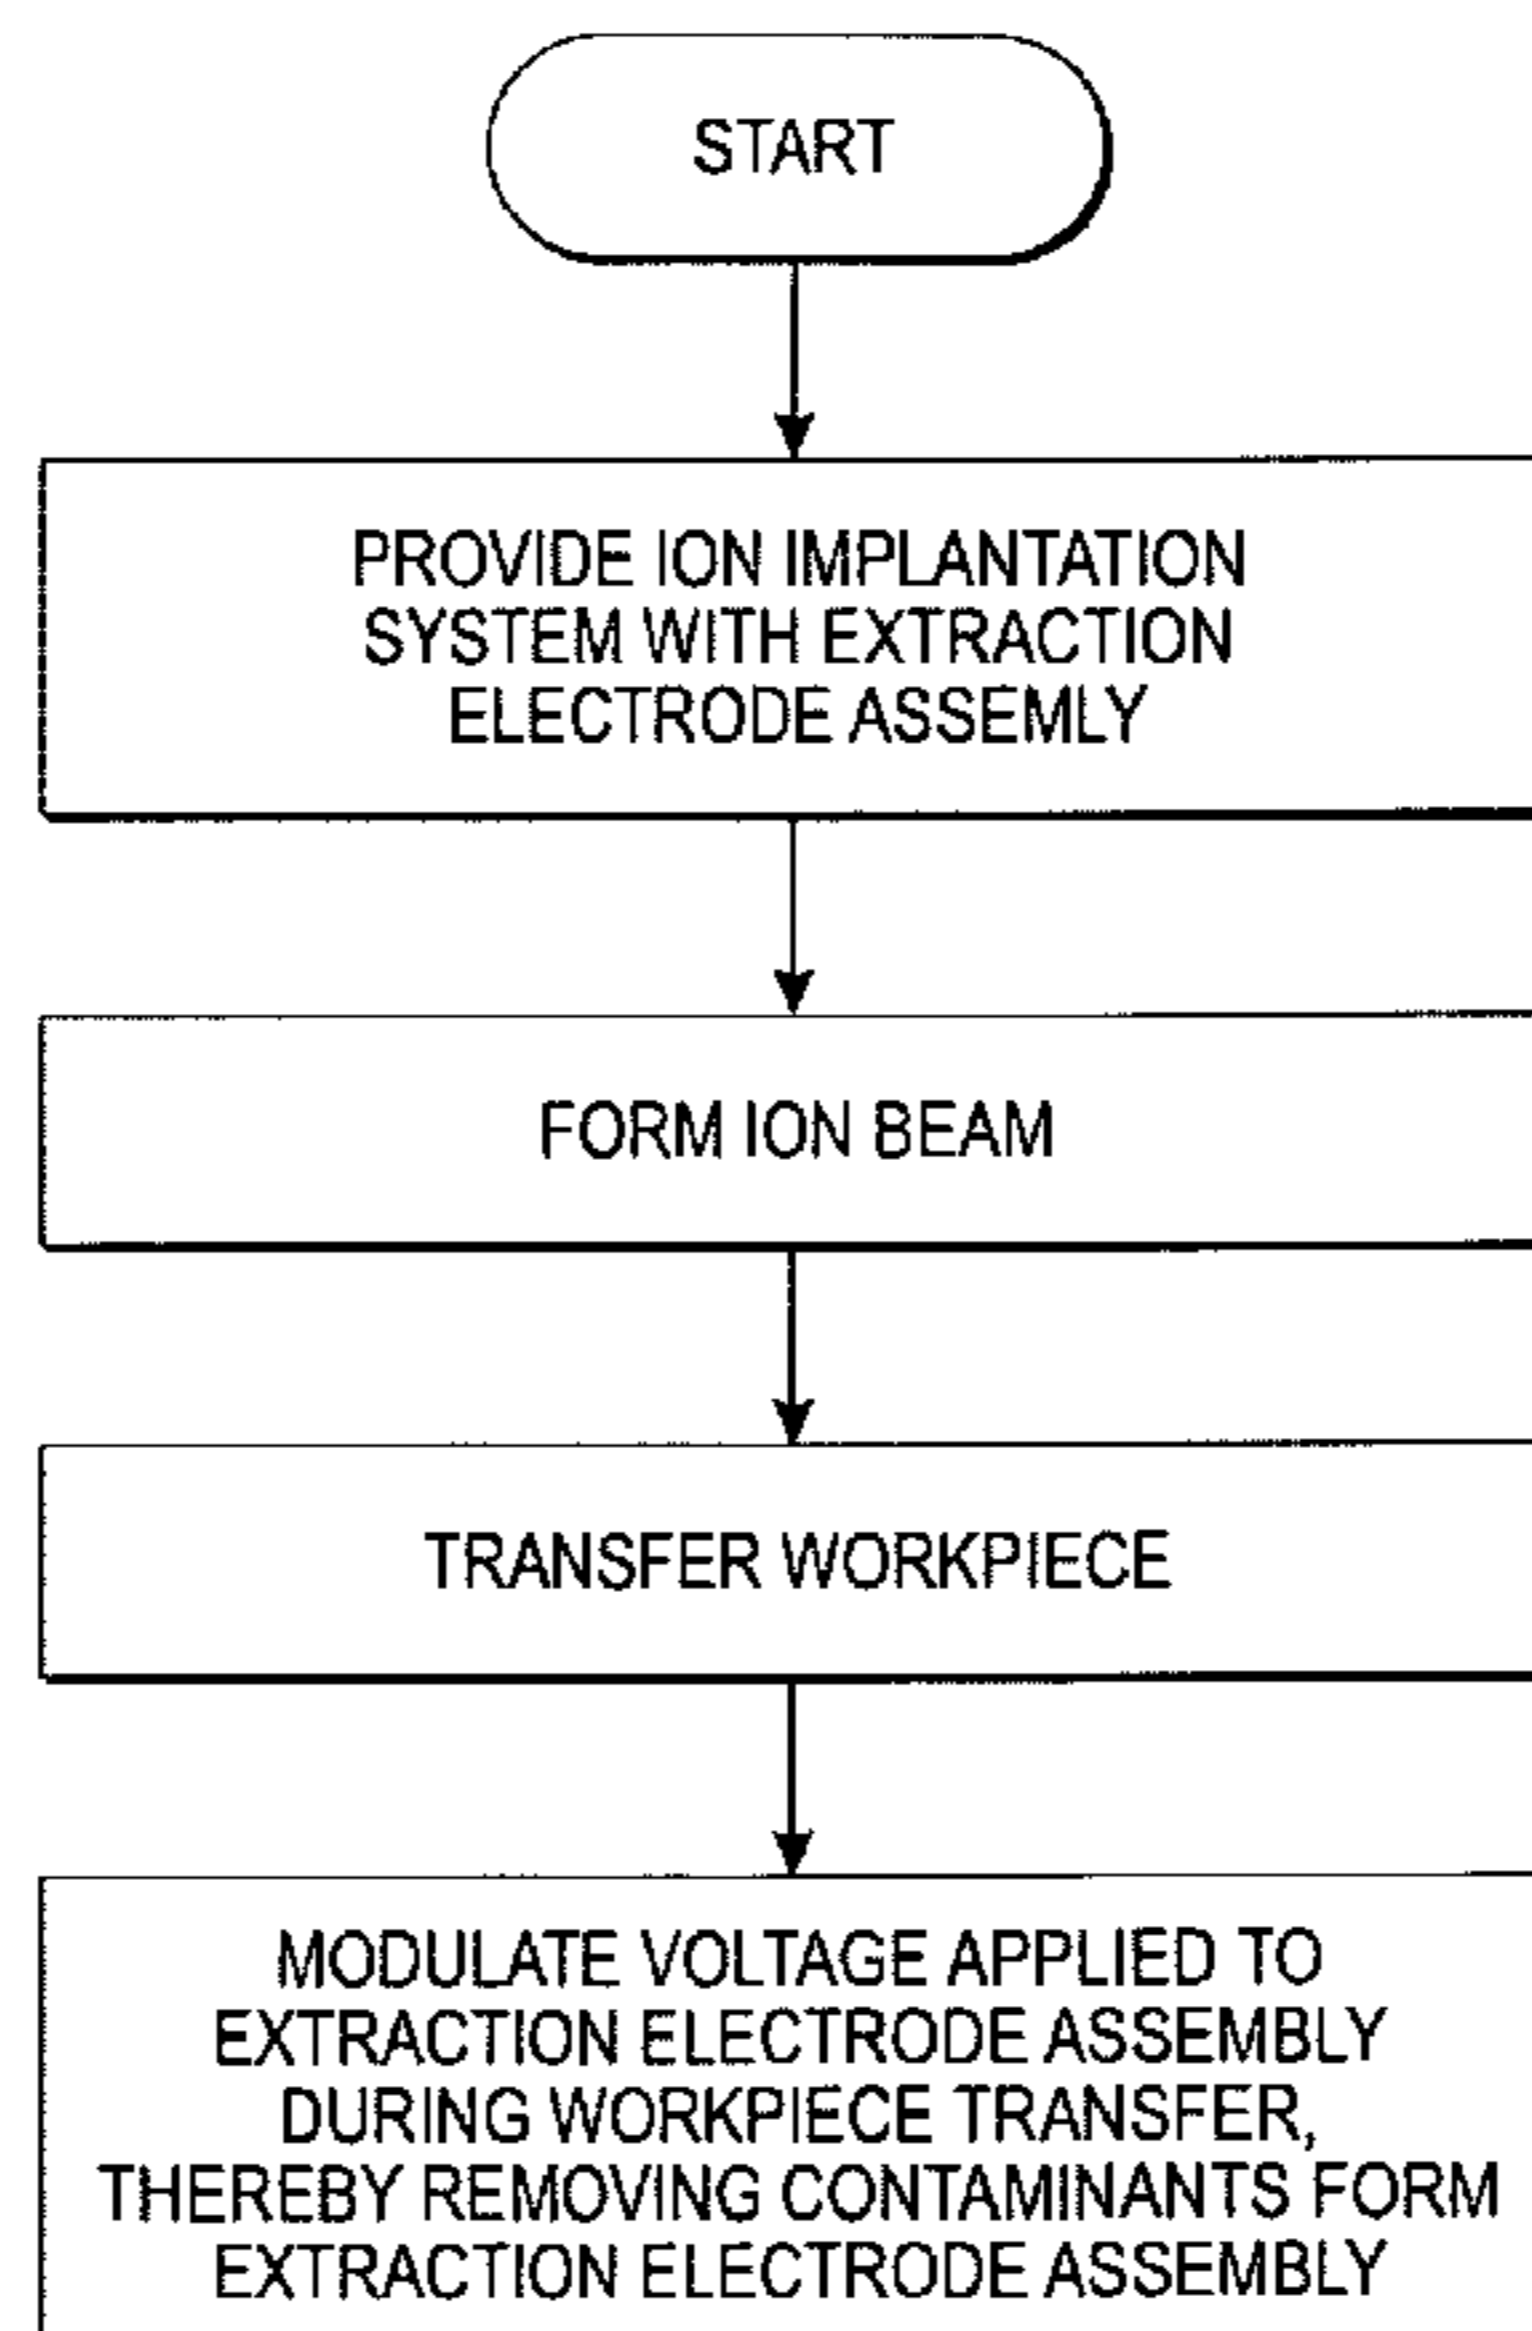 START
PROVIDE ION IMPLANTATION
SYSTEM WITH EXTRACTION
ELECTRODE ASSEMLY
FORM ION BEAM
TRANSFER WORKPIECE
MODULATE VOLTAGE APPLIED TO
EXTRACTION ELECTRODE ASSEMBLY
DURING WORKPIECE TRANSFER,
THEREBY REMOVING CONTAMINANTS FORM
EXTRACTION ELECTRODE ASSEMBLY